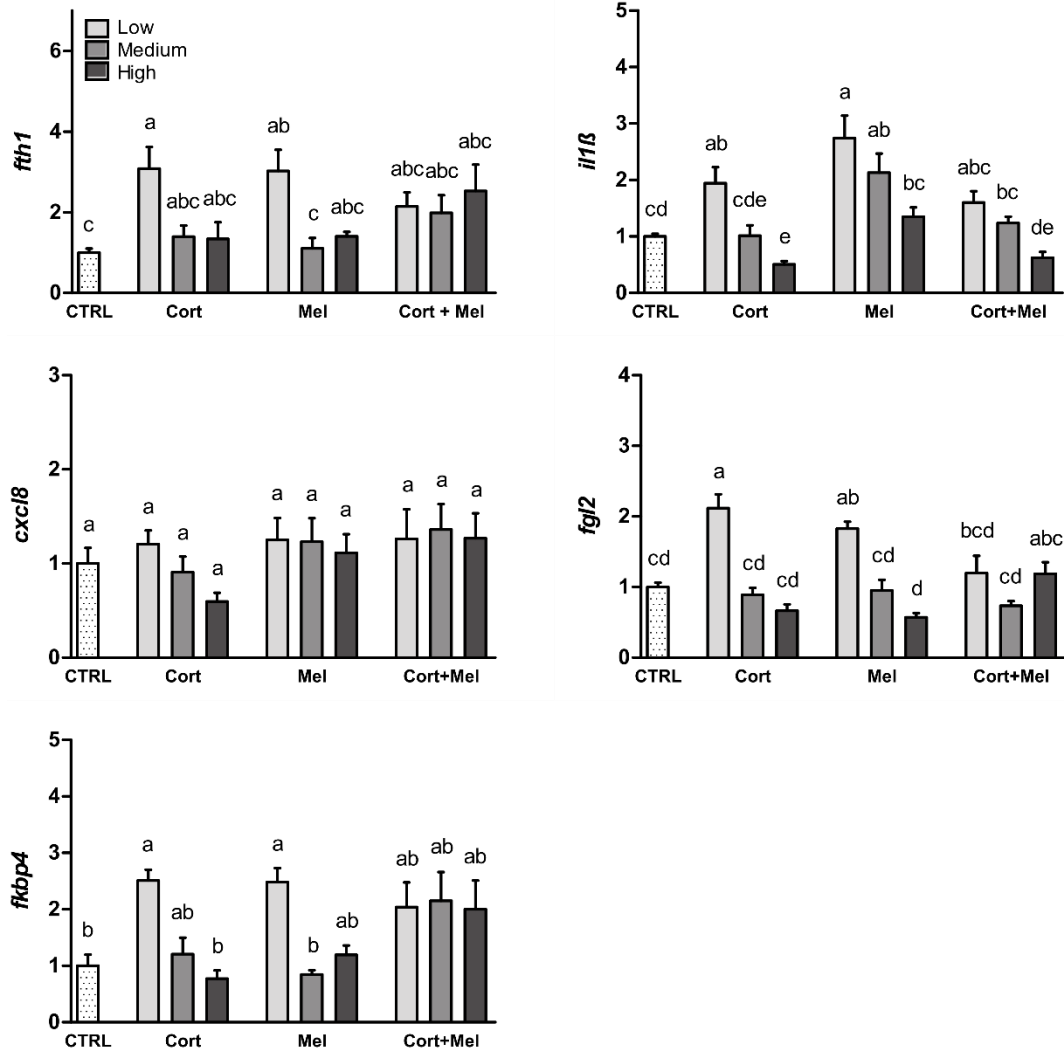 fth1
6
4
2
0
Low
Medium
High
c
a
abc
abc
ab
c
abc
abc
abc
abc
CTRL
Cort
Mel
Cort + Mel
il1ß
5
4
3
2
1
0
cd
ab
cde
e
a
ab
bc
abc
bc
de
CTRL
Cort
Mel
Cort+Mel
cxcl8
3
2
1
0
a
a
a
a
a
a
a
a
a
a
CTRL
Cort
Mel
Cort+Mel
fgl2
4
3
2
1
0
cd
a
cd
cd
ab
cd
d
bcd
cd
abc
CTRL
Cort
Mel
Cort+Mel
fkbp4
5
4
3
2
1
0
b
a
ab
b
a
b
ab
ab
ab
ab
CTRL
Cort
Mel
Cort+Mel